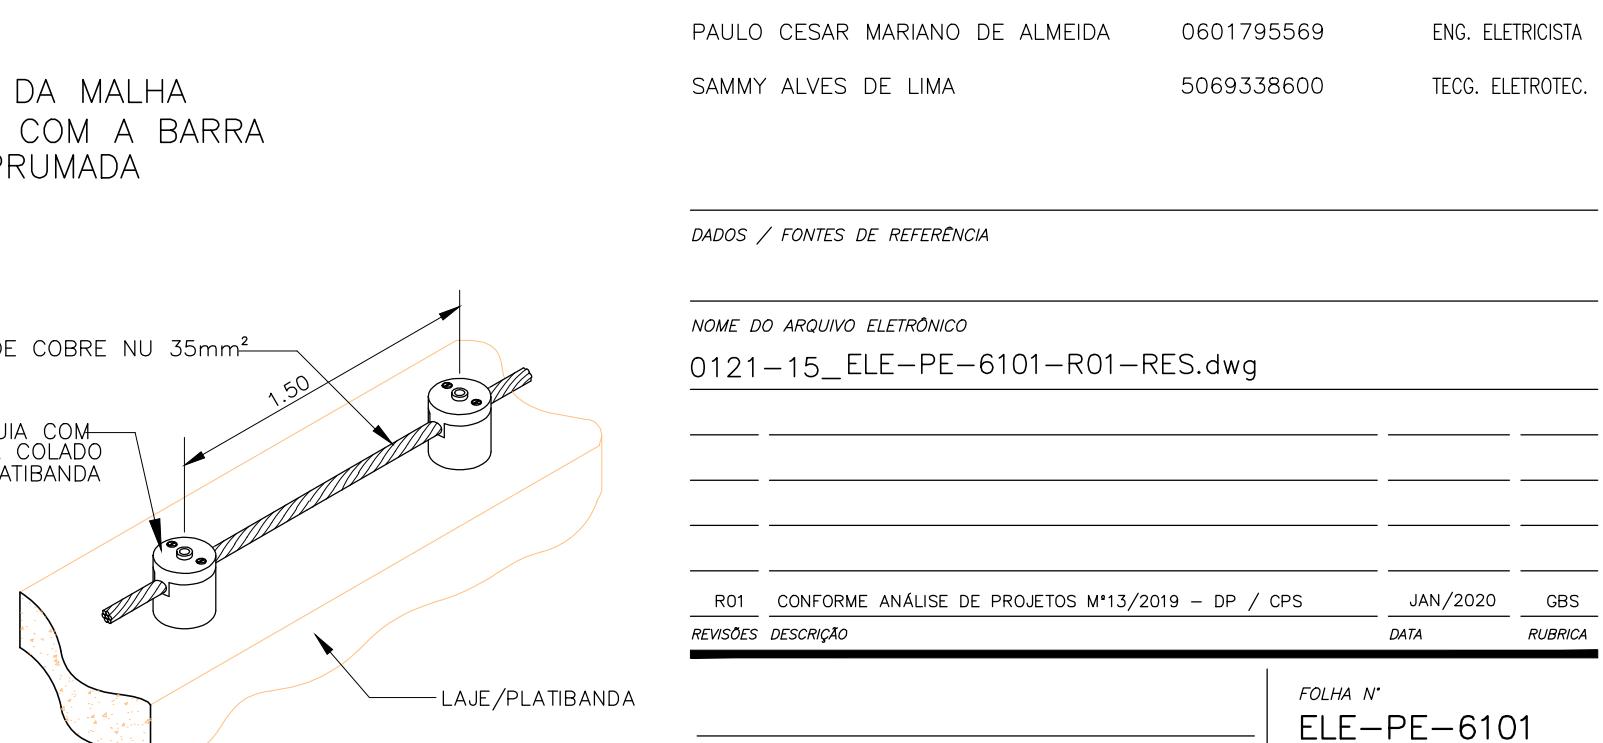 DA MALHA
COM A BARRA
PRUMADA
DE COBRE NU 35mm²
1.50
COM
COLADO
LAJE/PLATIBANDA
PAULO CESAR MARIANO DE ALMEIDA 0601795569 ENG. ELETRICISTA
SAMMY ALVES DE LIMA 5069338600 TECG. ELETROTEC.
DADOS / FONTES DE REFERÊNCIA
NOME DO ARQUIVO ELETRÔNICO
0121-15_ELE-PE-6101-R01-RES.dwg
R01 CONFORME ANÁLISE DE PROJETOS M°13/2019 - DP / CPS JAN/2020 GBS
REVISÕES DESCRIÇÃO DATA RUBRICA
FOLHA N°
ELE-PE-6101